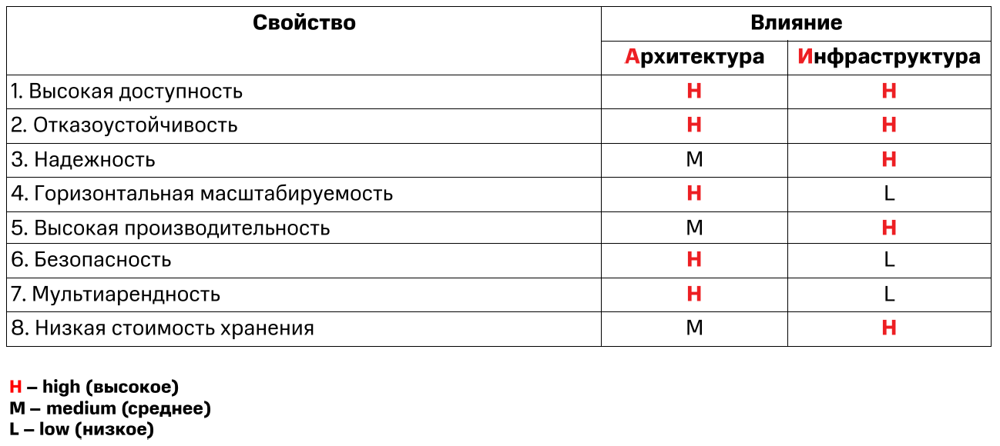 Свойство Влияние
Архитектура Инфраструктура
1. Высокая доступность H H
2. Отказоустойчивость H H
3. Надежность M H
4. Горизонтальная масштабируемость H L
5. Высокая производительность M H
6. Безопасность H L
7. Мультиарендность H L
8. Низкая стоимость хранения M H
H – high (высокое)
M – medium (среднее)
L – low (низкое)